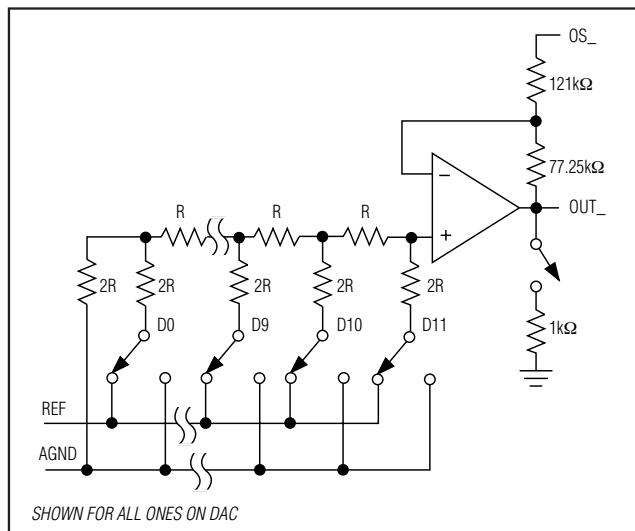 OS_
121kΩ
77.25kΩ
OUT_
R
R
R
2R
2R
2R
2R
2R
D0
D9
D10
D11
1kΩ
REF
AGND
SHOWN FOR ALL ONES ON DAC
−
+